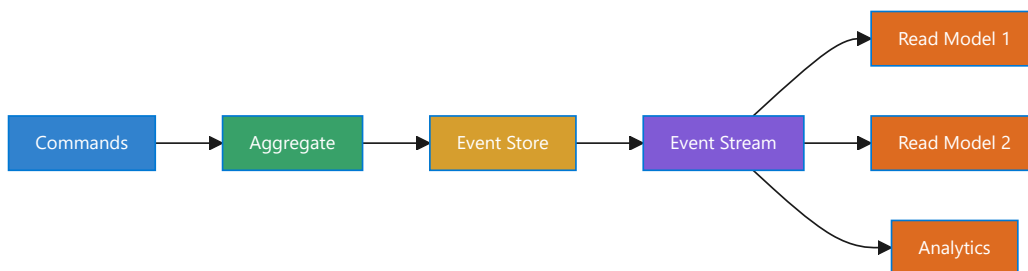 Read Model 1
Commands
Aggregate
Event Store
Event Stream
Read Model 2
Analytics